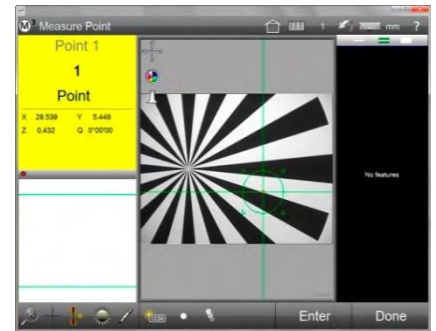 M3 Measure Point
1 mm ?
Point 1
1
Point
X 28.539 Y 5.449
Z 0.432 Q 0°00'00
No features
Enter Done